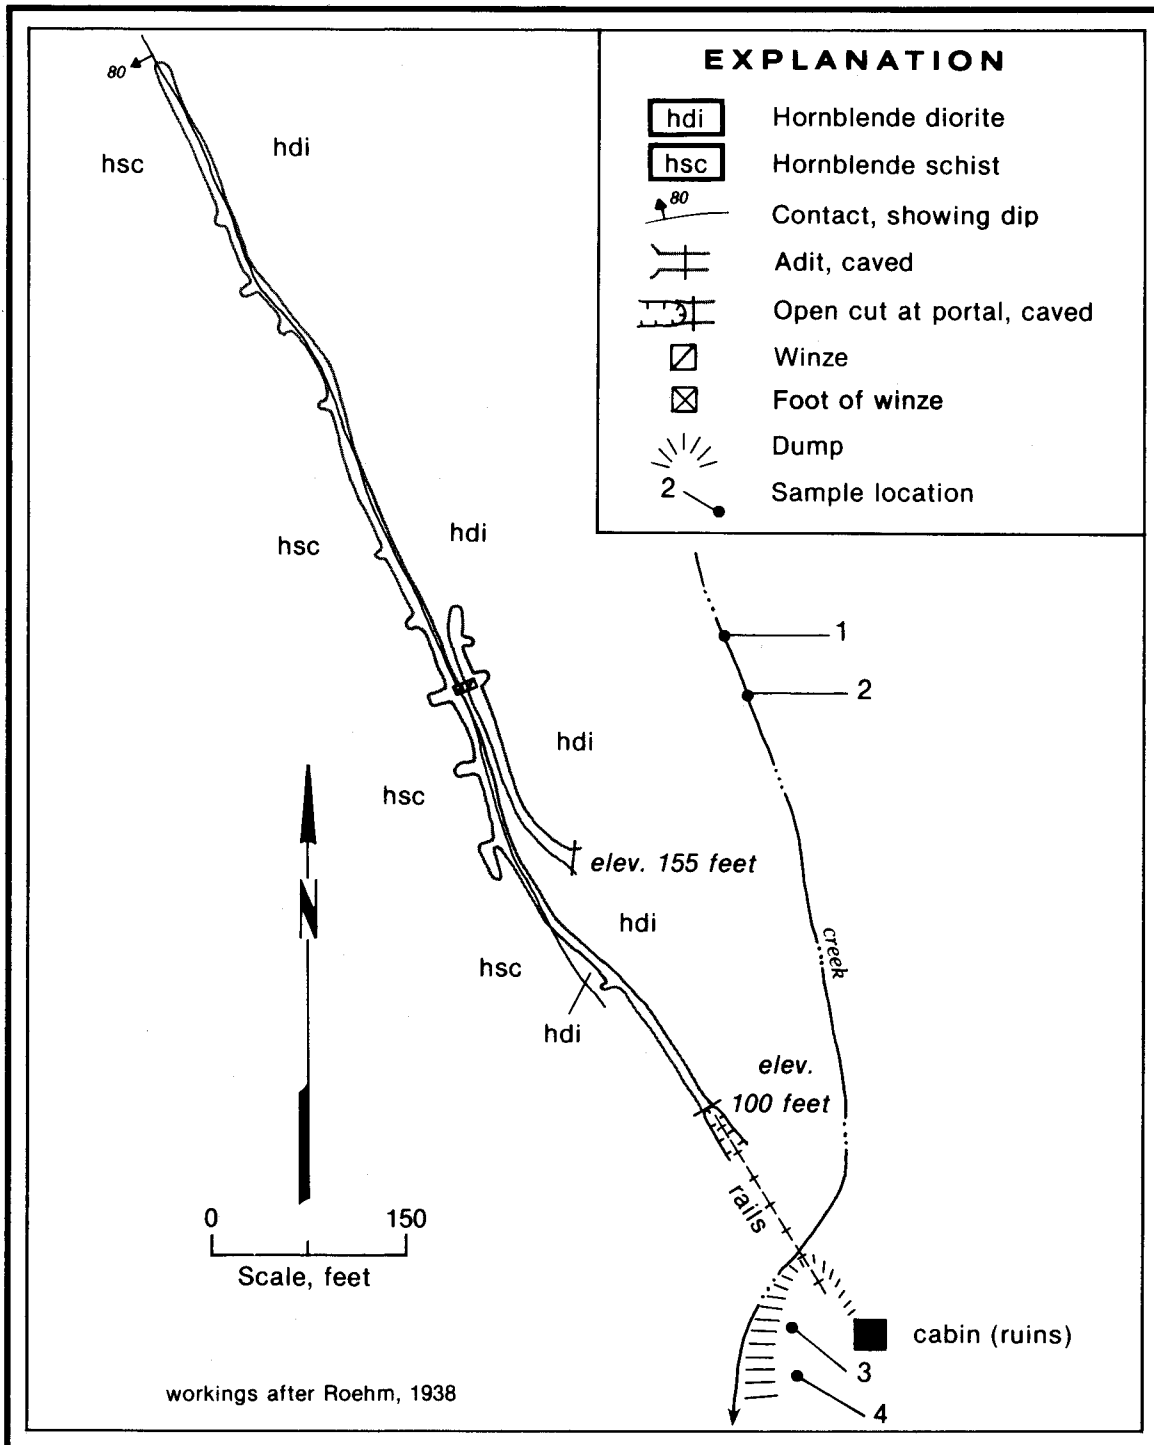 EXPLANATION
hdi Hornblende diorite
hsc Hornblende schist
80 Contact, showing dip
Adit, caved
Open cut at portal, caved
Winze
Foot of winze
Dump
2 Sample location
80
hdi
hsc
hdi
hsc
1
2
hdi
hsc
elev. 155 feet
hdi
creek
hsc
hdi
elev.
100 feet
N
rails
0 150
Scale, feet
cabin (ruins)
3
4
workings after Roehm, 1938